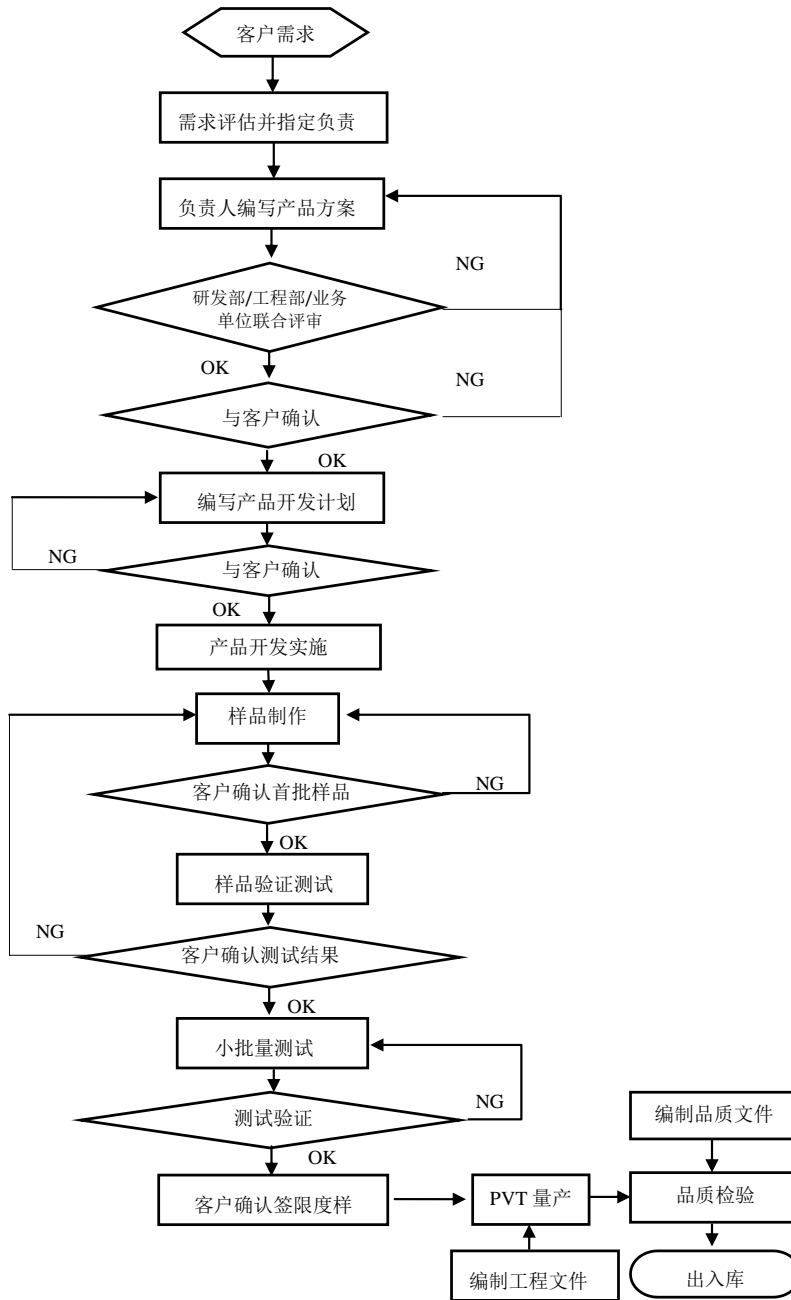 客户需求
需求评估并指定负责
负责人编写产品方案
NG
研发部/工程部/业务
单位联合评审
OK
NG
与客户确认
OK
编写产品开发计划
NG
与客户确认
OK
产品开发实施
样品制作
客户确认首批样品
NG
OK
样品验证测试
NG
客户确认测试结果
OK
小批量测试
测试验证
NG
编制品质文件
OK
客户确认签限度样
PVT 量产
品质检验
编制工程文件
出入库